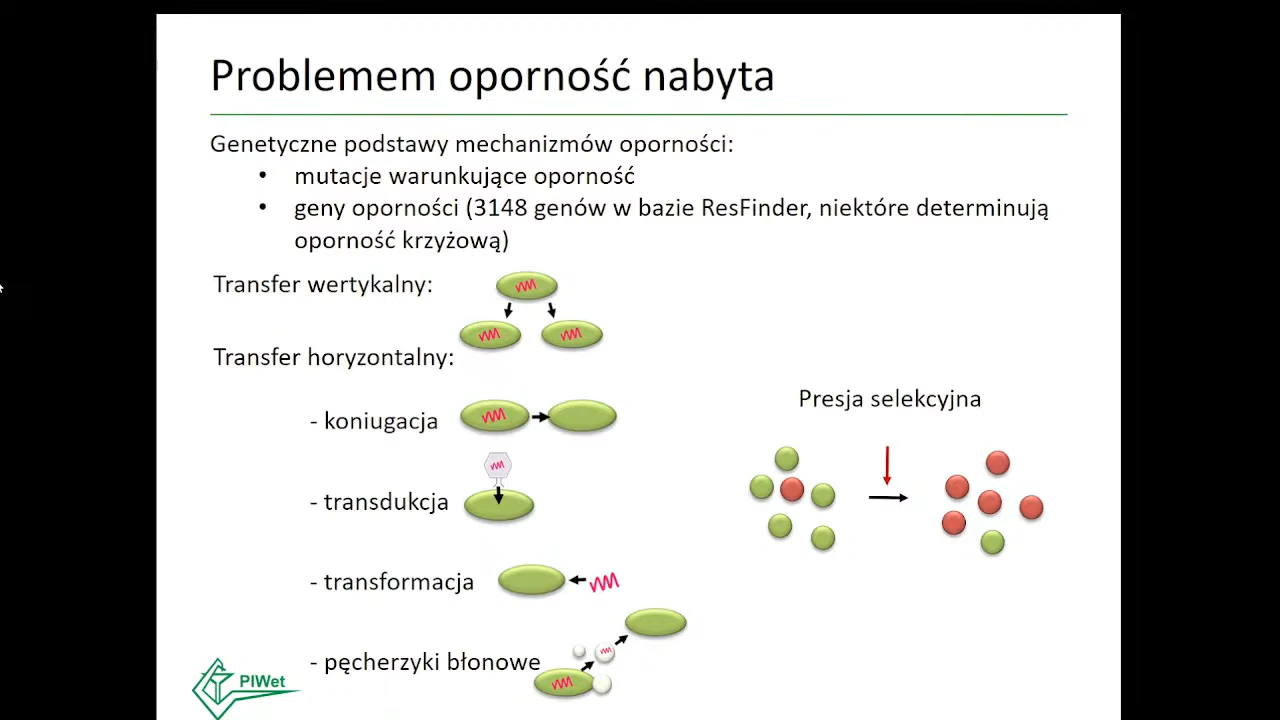 Problemem oporność nabyta
Genetyczne podstawy mechanizmów oporności:
• mutacje warunkujące oporność
• geny oporności (3148 genów w bazie ResFinder, niektóre determinują
oporność krzyżową)
Transfer wertykalny:
Transfer horyzontalny:
- koniugacja
Presja selekcyjna
- transdukcja
- transformacja
- pęcherzyki błonowe
PIWet